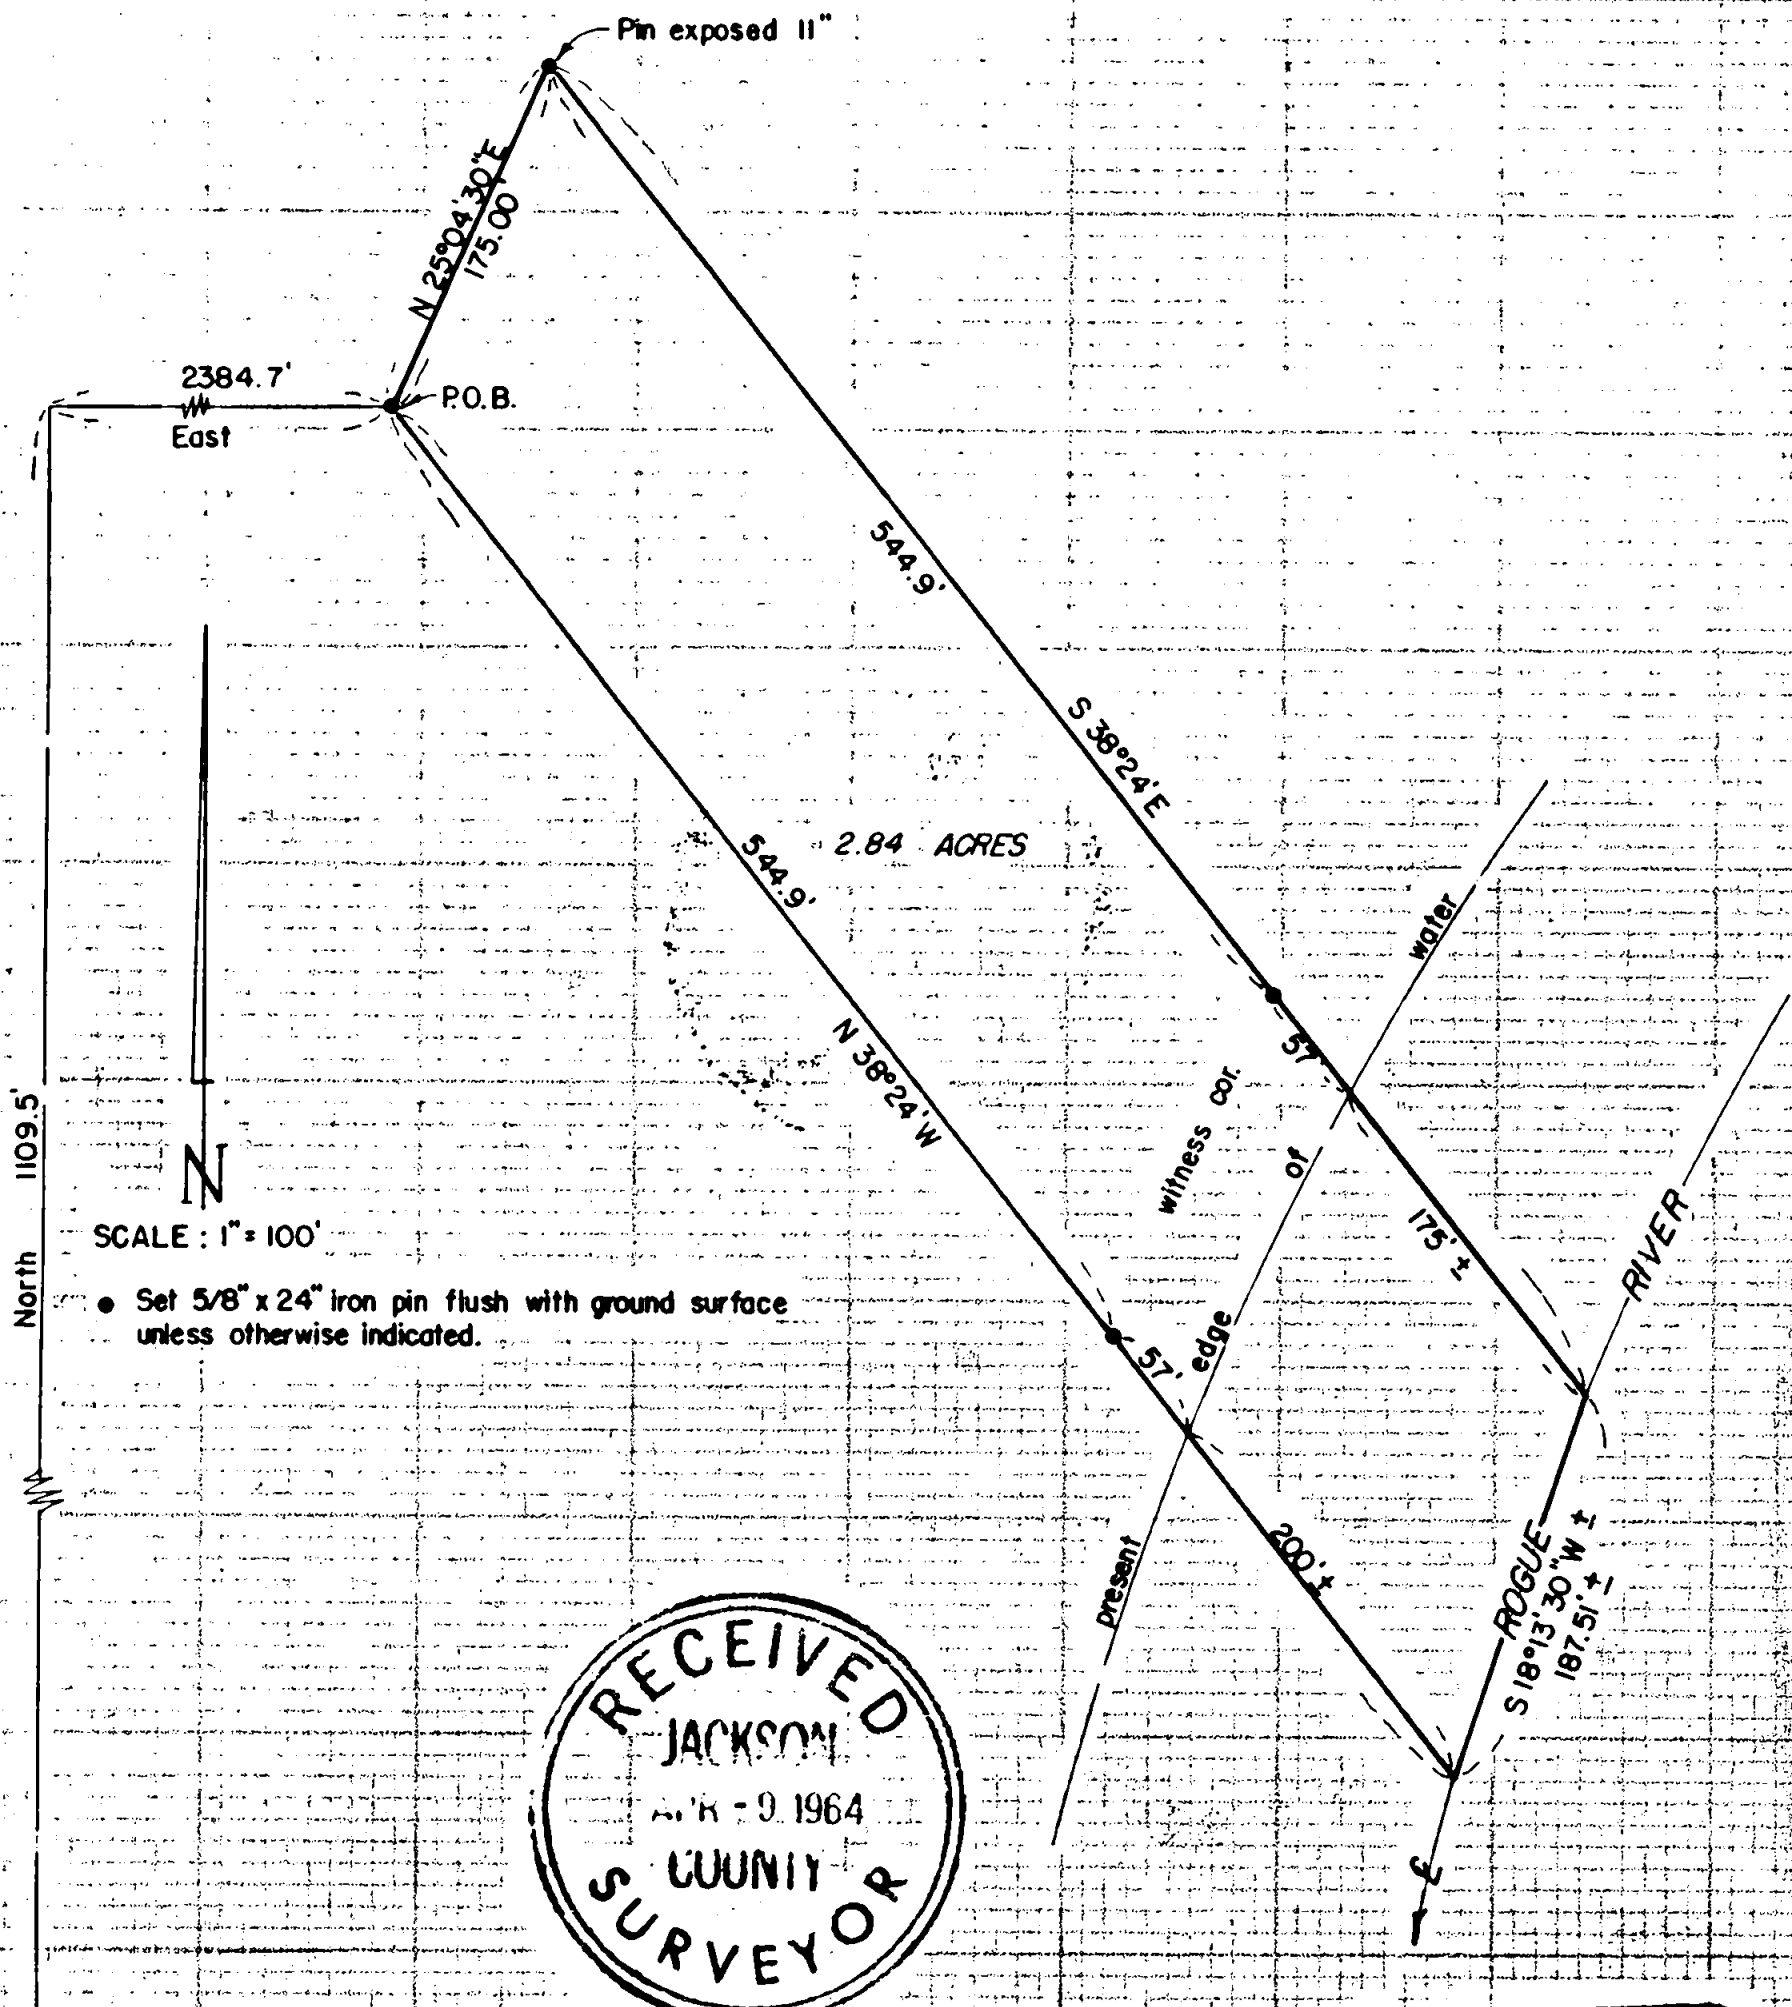 Pin exposed 11"
N 25°04'30"E
175.00'
2384.7'
East
P.O.B.
544.9'
S 38°24'E
2.84 ACRES
544.9'
N 38°24'W
water
57'
witness cor.
of
175' ±
RIVER
North 1109.5'
N
SCALE : 1" = 100'
● Set 5/8" x 24" iron pin flush with ground surface
unless otherwise indicated.
57'
edge
present
200' ±
ROGUE
S 18°13'30"W ±
187.51' ±
℄
RECEIVED
JACKSON
APR - 9 1964
COUNTY
SURVEYOR